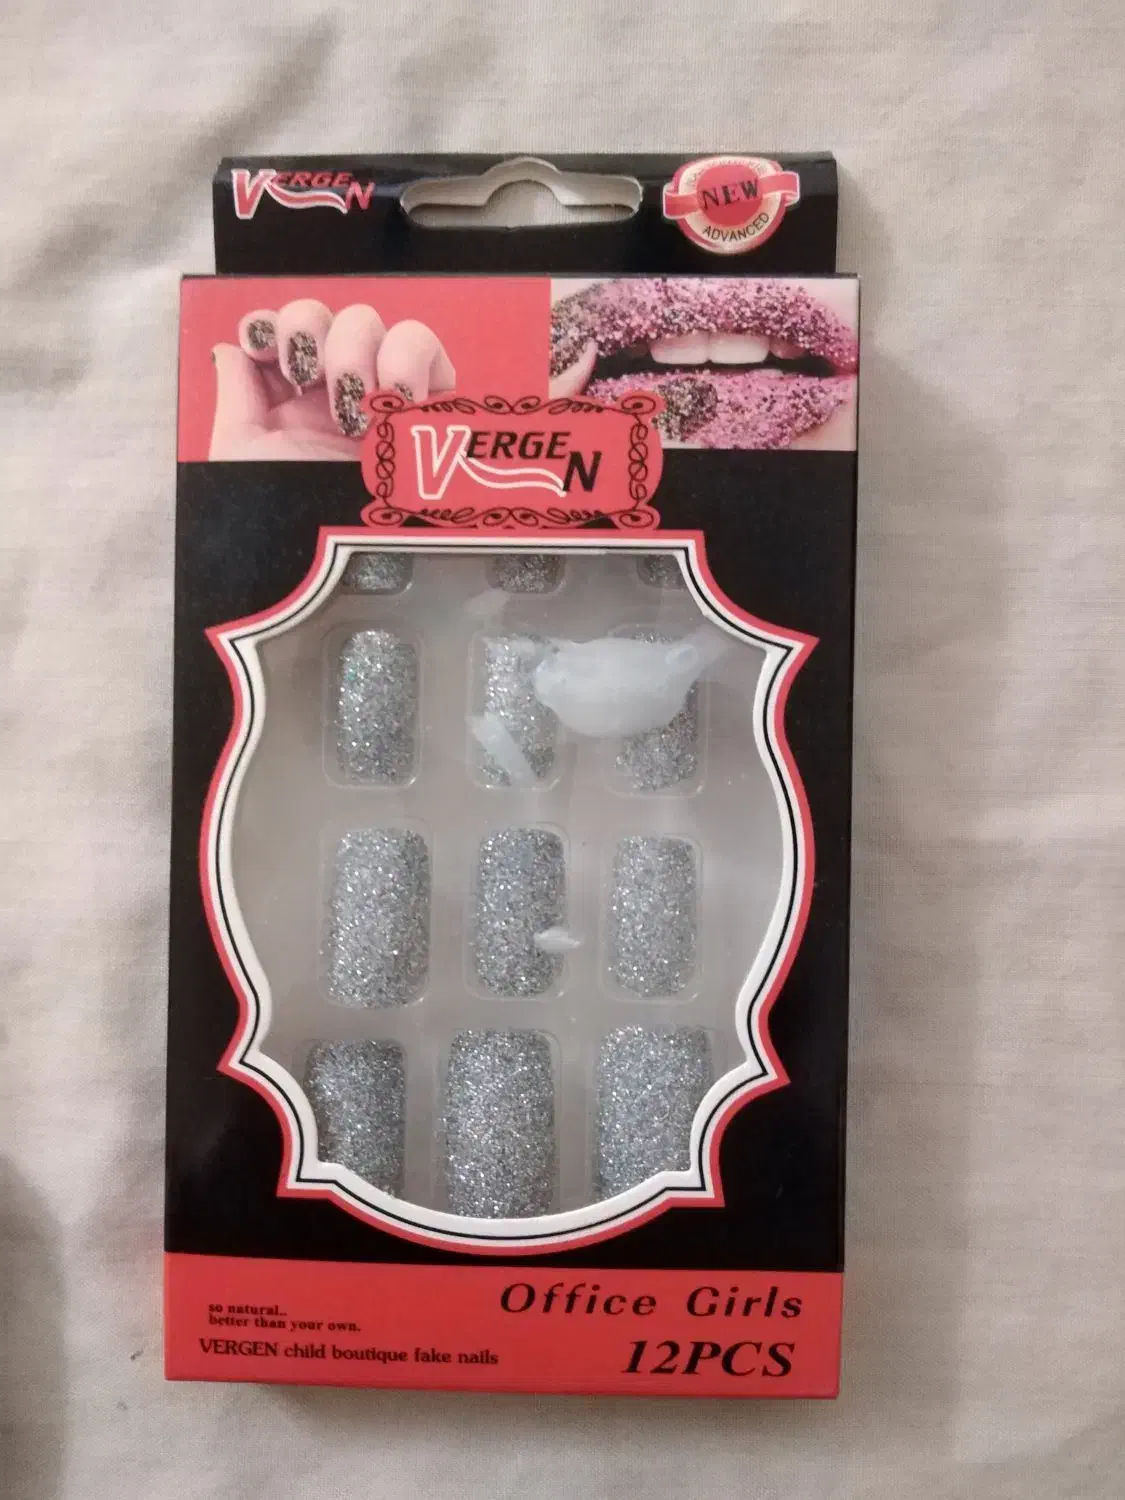 VERGEN
NEW
ADVANCED
VERGEN
Office Girls
so natural..
better than your own.
VERGEN child boutique fake nails
12PCS